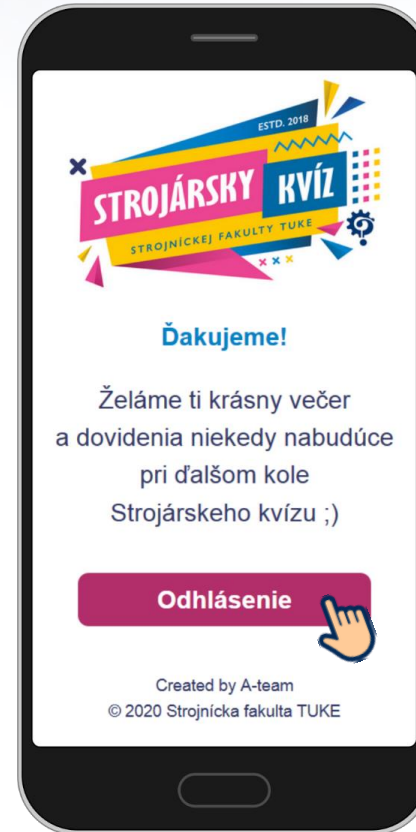 ESTD. 2018
STROJÁRSKY KVÍZ
STROJNÍCKEJ FAKULTY TUKE
Ďakujeme!
Želáme ti krásny večer
a dovidenia niekedy nabudúce
pri ďalšom kole
Strojárskeho kvízu ;)
Odhlásenie
Created by A-team
© 2020 Strojnícka fakulta TUKE